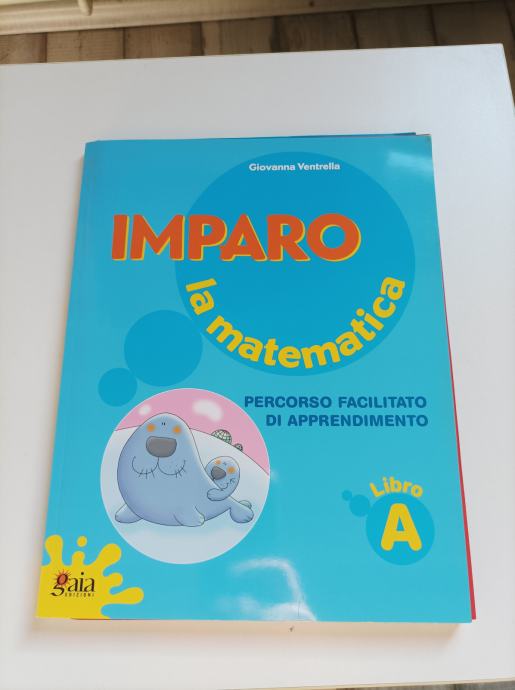 Giovanna Ventrella
IMPARO
la matematica
PERCORSO FACILITATO
DI APPRENDIMENTO
Libro
A
gaia
EDIZIONI